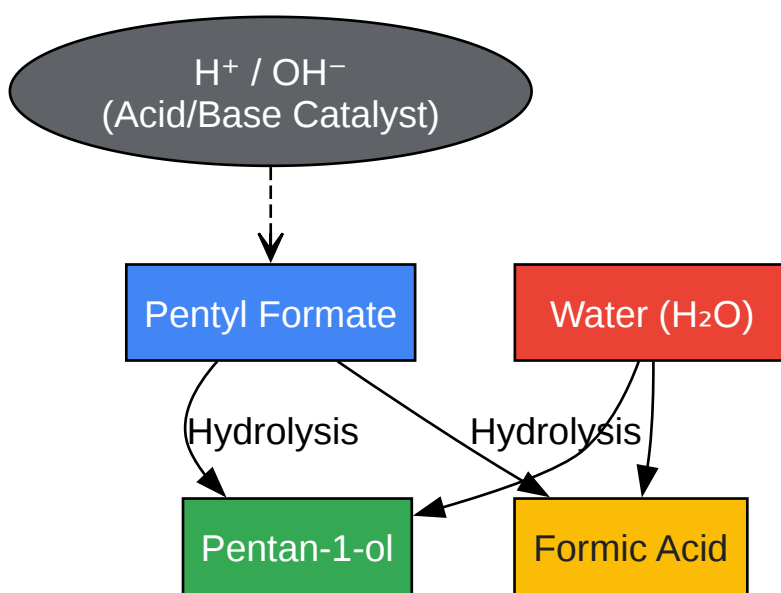 H⁺ / OH⁻
(Acid/Base Catalyst)
Pentyl Formate
Water (H₂O)
Hydrolysis
Hydrolysis
Pentan-1-ol
Formic Acid